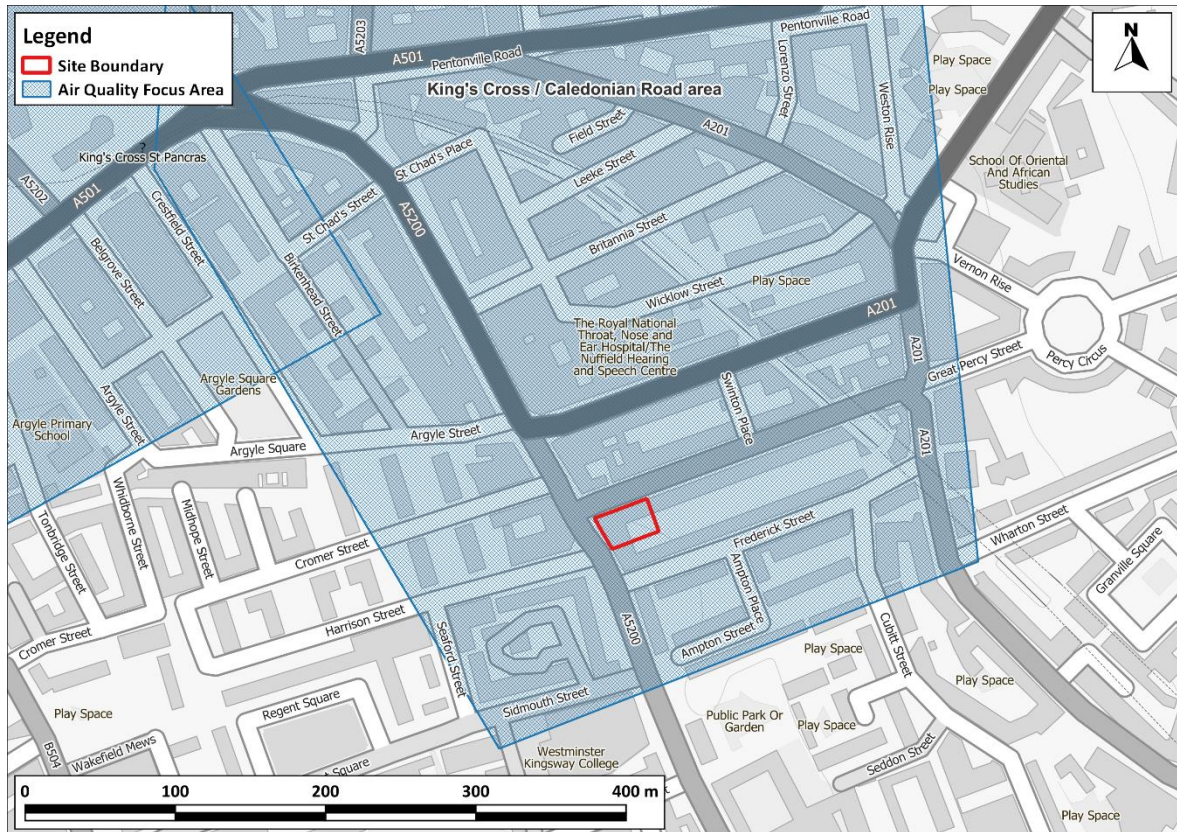 Legend
Site Boundary
Air Quality Focus Area
N
A5203
A501
Pentonville Road
Pentonville Road
King's Cross / Caledonian Road area
Lorenzo Street
Weston Rise
Play Space
Play Space
Field Street
A201
?
King's Cross St Pancras
St Chad's Place
Leeke Street
School Of Oriental
And African
Studies
A5202
A501
Crestfield Street
St Chad's Street
A5200
Britannia Street
Belgrove Street
Birkenhead Street
Vernon Rise
Wicklow Street
Play Space
A201
The Royal National
Throat, Nose and
Ear Hospital/The
Nuffield Hearing
and Speech Centre
A201
Percy Circus
Great Percy Street
Swinton Place
Argyle Square
Gardens
Argyle Street
Argyle Primary
School
Argyle Street
Argyle Square
A201
Whidborne Street
Midhope Street
Tonbridge Street
Cromer Street
Frederick Street
Wharton Street
Granville Square
Ampton Place
Harrison Street
Cromer Street
Seaford Street
A5200
Ampton Street
Cubitt Street
Play Space
Play Space
Sidmouth Street
Regent Square
Play Space
Public Park Or
Garden
Play Space
B504
Wakefield Mews
Westminster
Kingsway College
Seddon Street
Square
0 100 200 300 400 m
Play Space